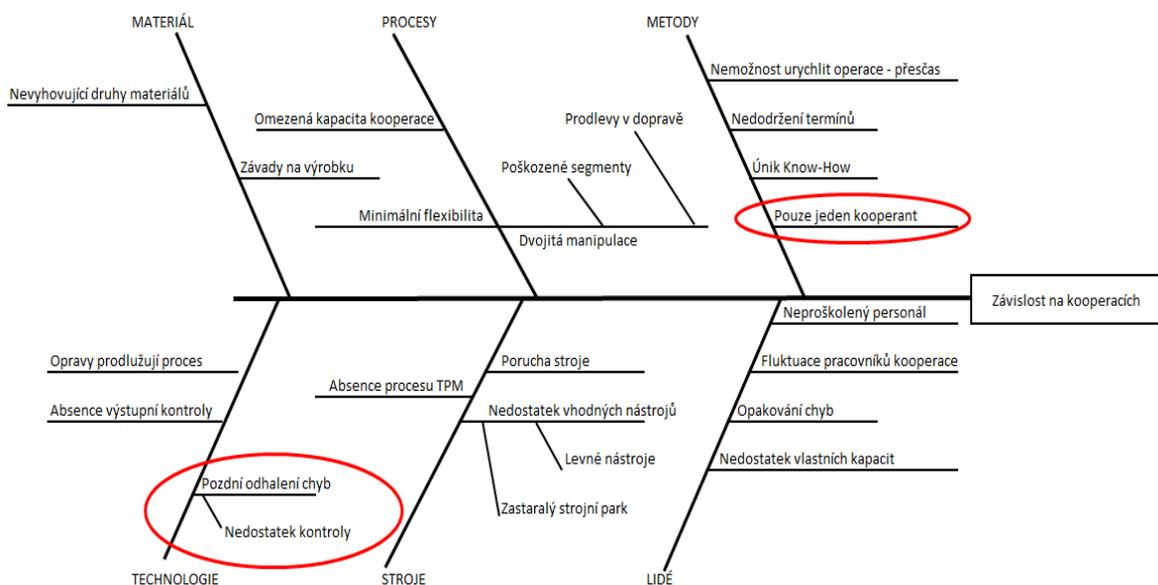 MATERIÁL
PROCESY
METODY
Nevyhovující druhy materiálů
Závady na výrobku
Omezená kapacita kooperace
Minimální flexibilita
Prodlevy v dopravě
Poškozené segmenty
Dvojitá manipulace
Nemožnost urychlit operace - přesčas
Nedodržení termínů
Únik Know-How
Pouze jeden kooperant
Závislost na kooperacích
Opravy prodlužují proces
Absence výstupní kontroly
Pozdní odhalení chyb
Nedostatek kontroly
Porucha stroje
Absence procesu TPM
Nedostatek vhodných nástrojů
Levné nástroje
Zastaralý strojní park
Neproškolený personál
Fluktuace pracovníků kooperace
Opakování chyb
Nedostatek vlastních kapacit
TECHNOLOGIE
STROJE
LIDÉ